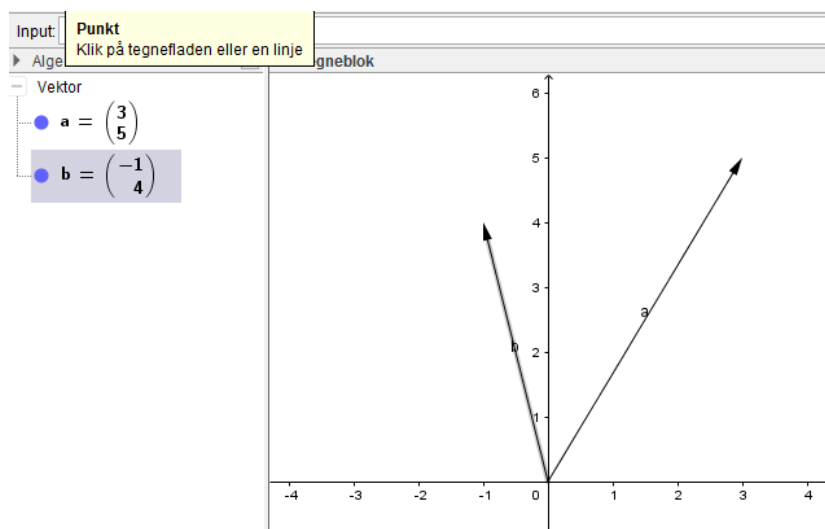 Input:
Punkt
Klik på tegnefladen eller en linje
Alge
gneblok
Vektor
a = (3
5)
b = (−1
4)
6
5
4
3
2
1
a
b
-4 -3 -2 -1 0 1 2 3 4